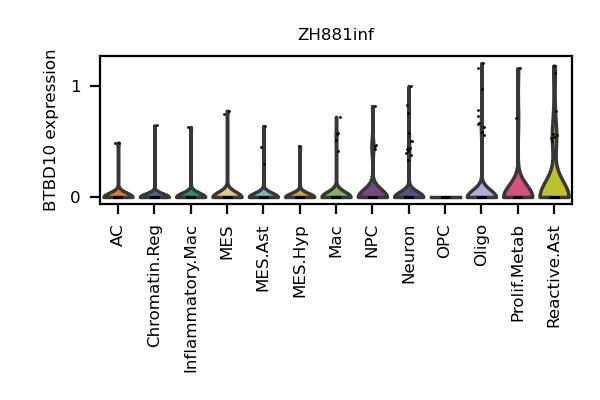 ZH881inf
BTBD10 expression
1
0
AC
Chromatin.Reg
Inflammatory.Mac
MES
MES.Ast
MES.Hyp
Mac
NPC
Neuron
OPC
Oligo
Prolif.Metab
Reactive.Ast